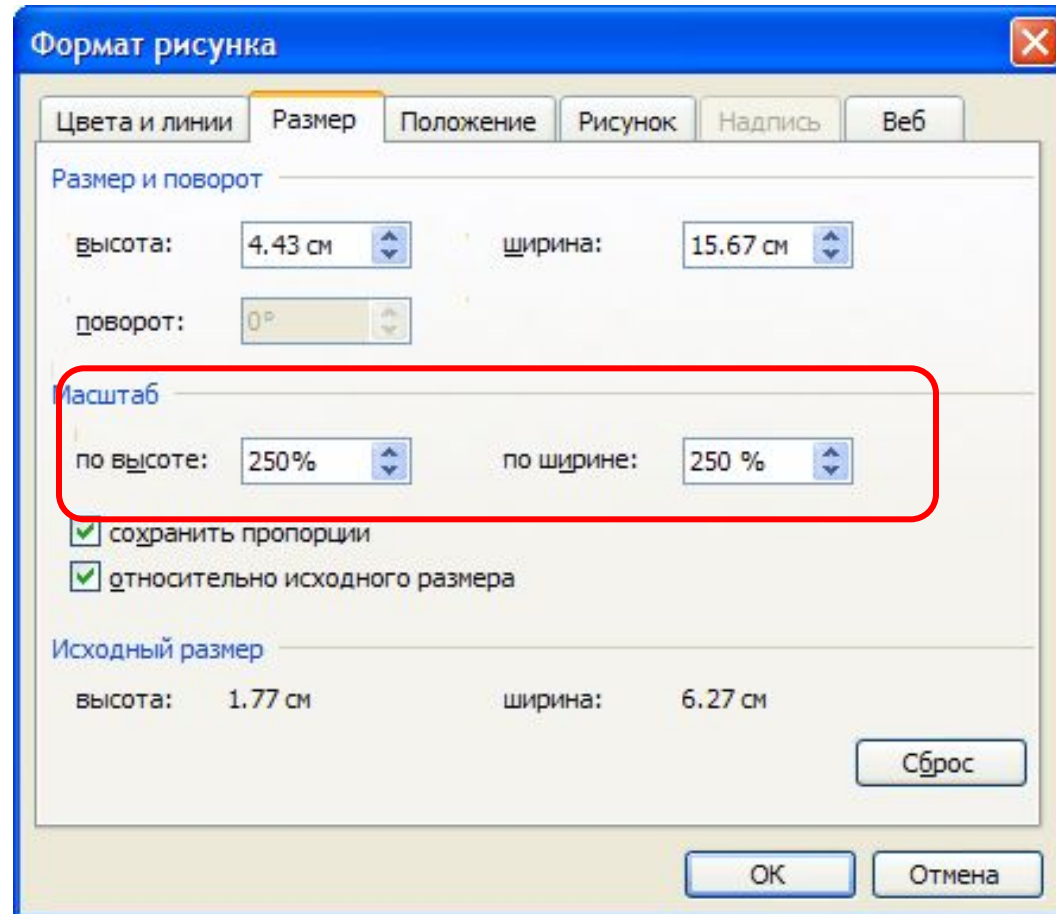 Формат рисунка
Цвета и линии Размер Положение Рисунок Надпись Веб
Размер и поворот
высота: 4.43 см ширина: 15.67 см
поворот: 0°
Масштаб
по высоте: 250% по ширине: 250 %
сохранить пропорции
относительно исходного размера
Исходный размер
высота: 1.77 см ширина: 6.27 см
Сброс
ОК Отмена